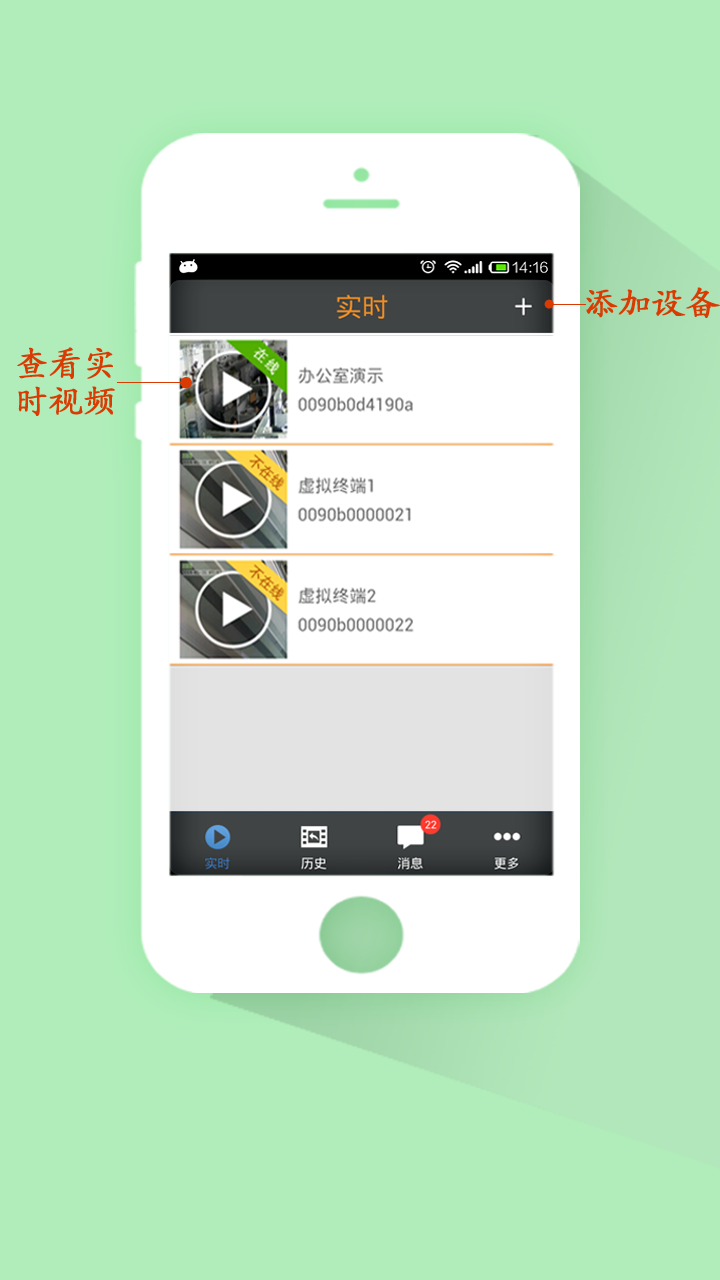 14:16
实时
+
添加设备
查看实
时视频
在线
办公室演示
0090b0d4190a
不在线
虚拟终端1
0090b0000021
不在线
虚拟终端2
0090b0000022
22
实时
历史
消息
更多